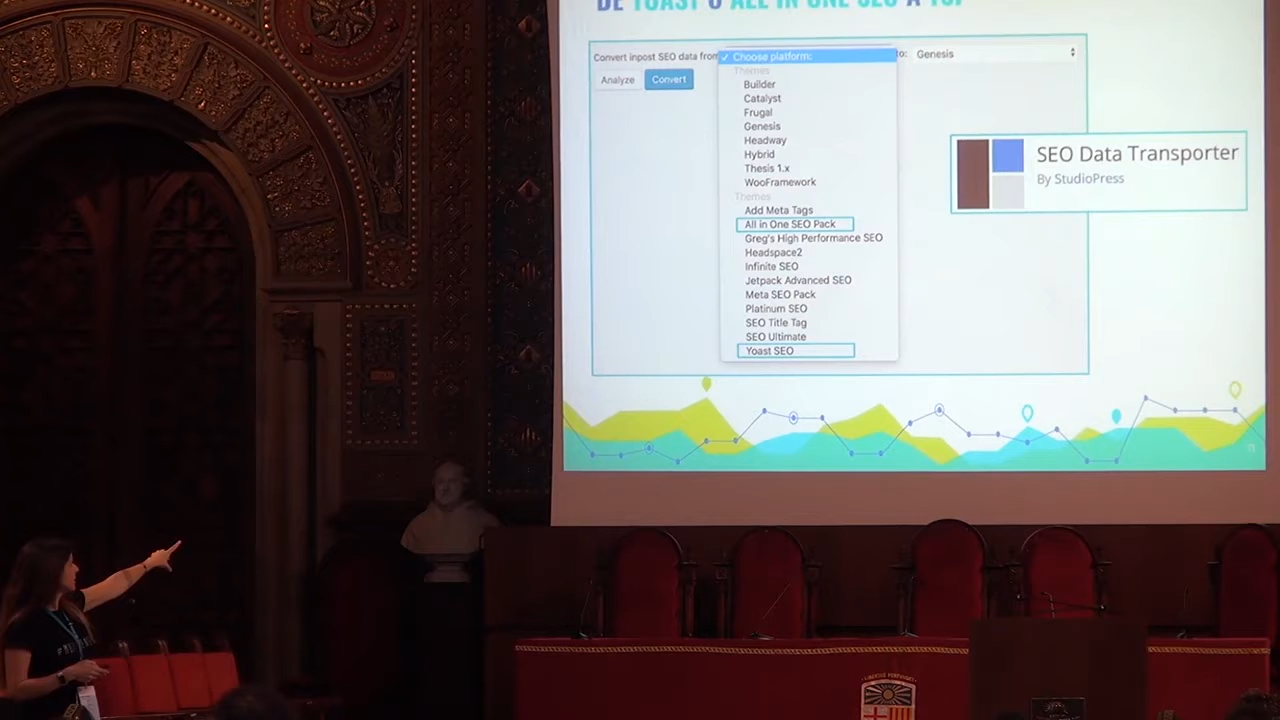 DE YOAST O ALL IN ONE SEO A TSF
Convert inpost SEO data from
✓ Choose platform:
to:
Genesis
Analyze
Convert
Themes
Builder
Catalyst
Frugal
Genesis
Headway
Hybrid
Thesis 1.x
WooFramework
Themes
Add Meta Tags
All in One SEO Pack
Greg's High Performance SEO
Headspace2
Infinite SEO
Jetpack Advanced SEO
Meta SEO Pack
Platinum SEO
SEO Title Tag
SEO Ultimate
Yoast SEO
SEO Data Transporter
By StudioPress